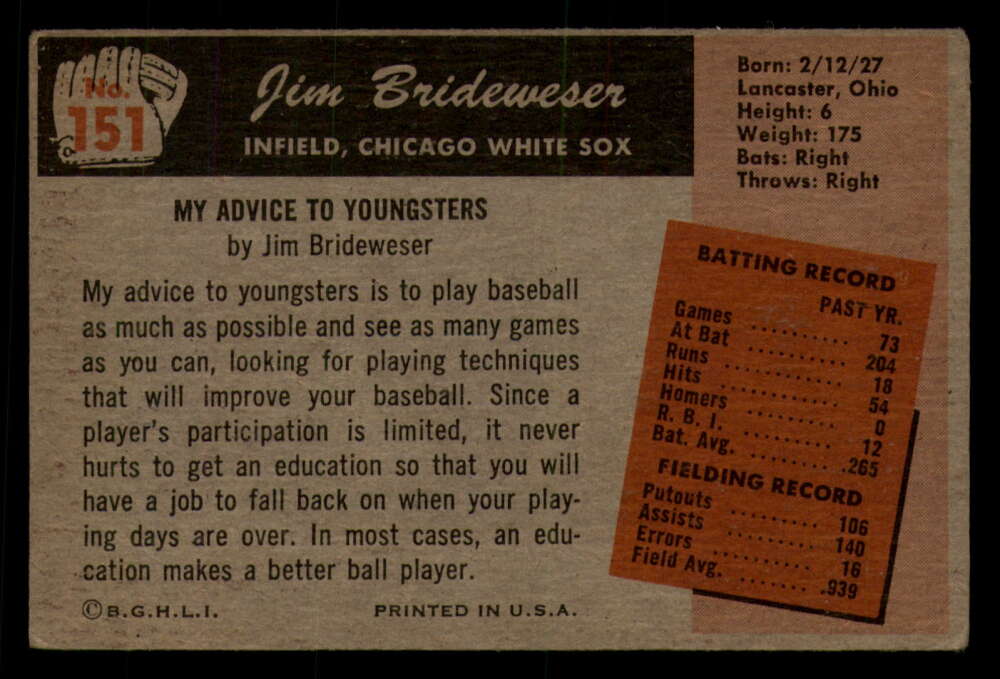 No.
151
Jim Brideweser
INFIELD, CHICAGO WHITE SOX
Born: 2/12/27
Lancaster, Ohio
Height: 6
Weight: 175
Bats: Right
Throws: Right
MY ADVICE TO YOUNGSTERS
by Jim Brideweser
My advice to youngsters is to play baseball
as much as possible and see as many games
as you can, looking for playing techniques
that will improve your baseball. Since a
player's participation is limited, it never
hurts to get an education so that you will
have a job to fall back on when your play-
ing days are over. In most cases, an edu-
cation makes a better ball player.
©B.G.H.L.I. PRINTED IN U.S.A.
BATTING RECORD
PAST YR.
Games .......... 73
At Bat .......... 204
Runs .......... 18
Hits .......... 54
Homers .......... 0
R. B. I. .......... 12
Bat. Avg. ........ .265
FIELDING RECORD
Putouts ......... 106
Assists ......... 140
Errors .......... 16
Field Avg. ....... .939